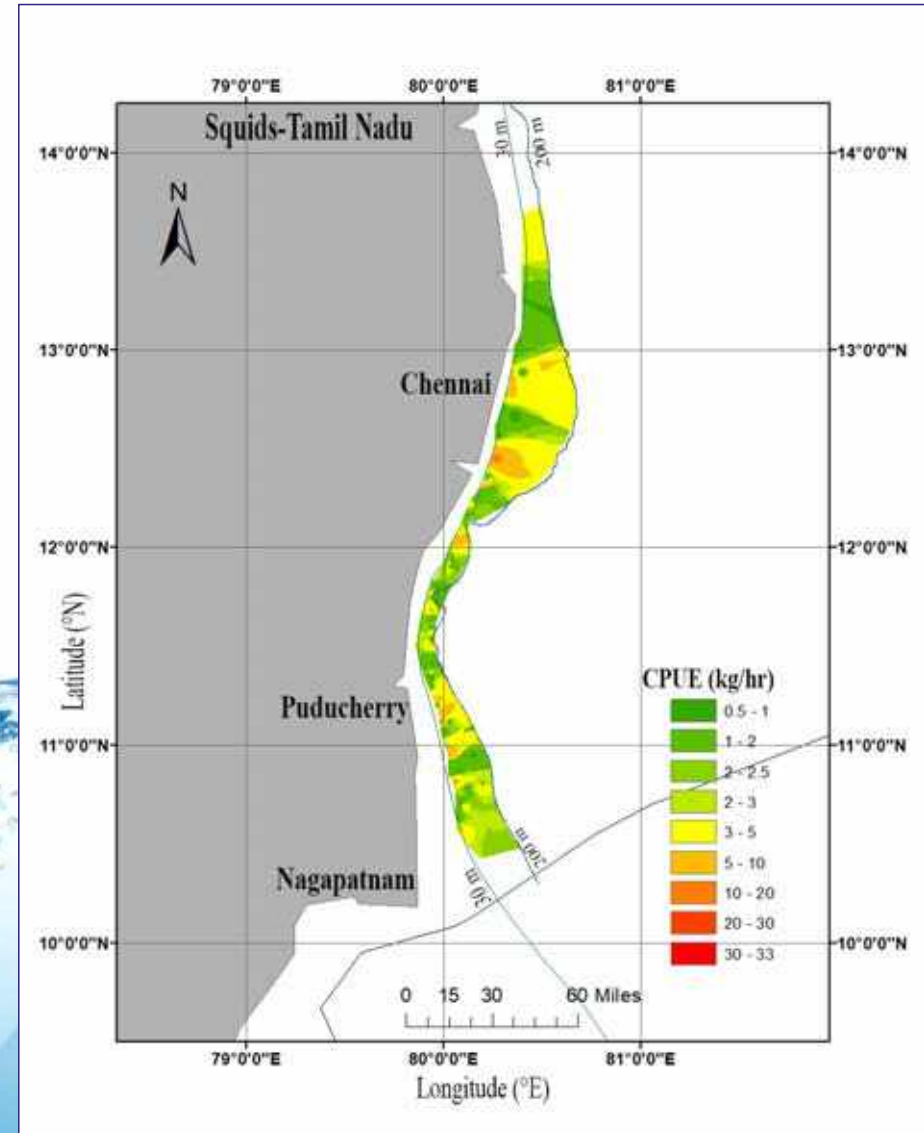 79°0'0"E 80°0'0"E 81°0'0"E
Squids-Tamil Nadu
30 m
200 m
14°0'0"N 14°0'0"N
N
13°0'0"N 13°0'0"N
Chennai
12°0'0"N 12°0'0"N
Latitude (°N)
CPUE (kg/hr)
0.5 - 1
1 - 2
2 - 2.5
2 - 3
3 - 5
5 - 10
10 - 20
20 - 30
30 - 33
Puducherry
11°0'0"N 11°0'0"N
200 m
30 m
Nagapatnam
10°0'0"N 10°0'0"N
0 15 30 60 Miles
79°0'0"E 80°0'0"E 81°0'0"E
Longitude (°E)